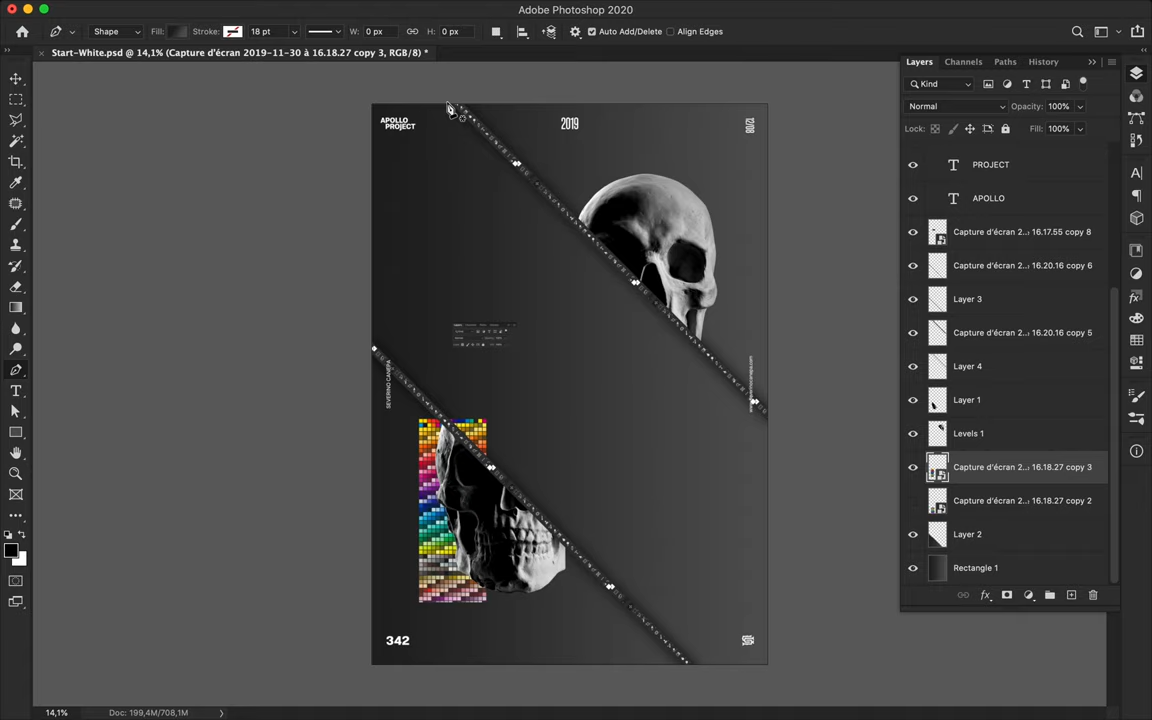 Adobe Photoshop 2020
Shape
Fill:
Stroke:
18 pt
W: 0 px
H: 0 px
Auto Add/Delete
Align Edges
Start-White.psd @ 14,1% (Capture d'écran 2019-11-30 à 16.18.27 copy 3, RGB/8) *
Layers
Channels
Paths
History
Kind
Normal
Opacity: 100%
Lock:
Fill: 100%
PROJECT
APOLLO
Capture d'écran 2...: 16.17.55 copy 8
Capture d'écran 2...: 16.20.16 copy 6
Layer 3
Capture d'écran 2...: 16.20.16 copy 5
Layer 4
Layer 1
Levels 1
Capture d'écran 2...: 16.18.27 copy 3
Capture d'écran 2...: 16.18.27 copy 2
Layer 2
Rectangle 1
APOLLO
PROJECT
2019
SEVERINO CANEPA
342
14,1%
Doc: 199,4M/708,1M